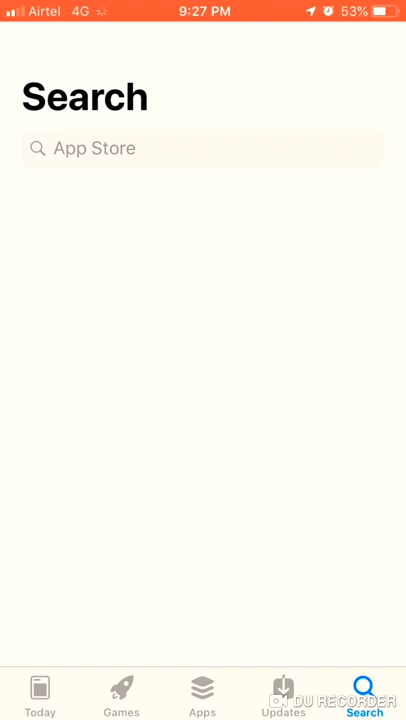 Airtel 4G 9:27 PM 53%
Search
App Store
Today Games Apps Updates Search
DU RECORDER